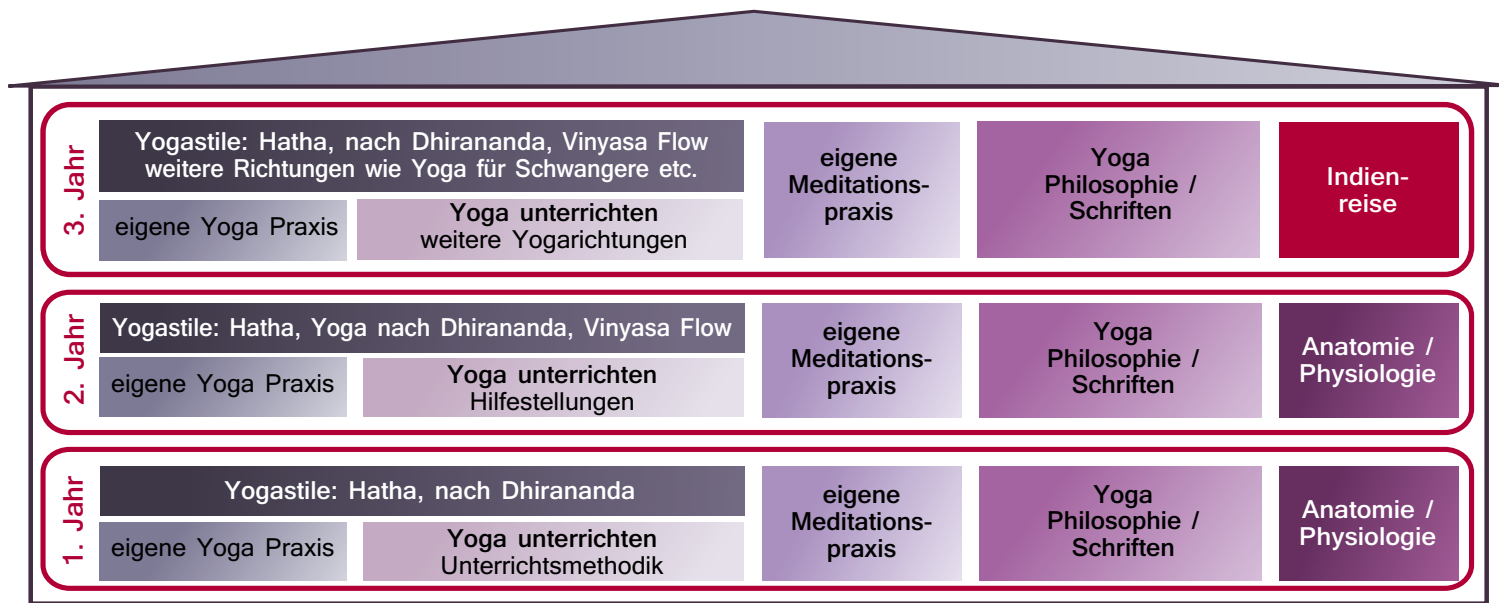 3. Jahr
Yogastile: Hatha, nach Dhirananda, Vinyasa Flow
weitere Richtungen wie Yoga für Schwangere etc.
eigene Yoga Praxis
Yoga unterrichten
weitere Yogarichtungen
eigene
Meditations-
praxis
Yoga
Philosophie /
Schriften
Indien-
reise
2. Jahr
Yogastile: Hatha, Yoga nach Dhirananda, Vinyasa Flow
eigene Yoga Praxis
Yoga unterrichten
Hilfestellungen
eigene
Meditations-
praxis
Yoga
Philosophie /
Schriften
Anatomie /
Physiologie
1. Jahr
Yogastile: Hatha, nach Dhirananda
eigene Yoga Praxis
Yoga unterrichten
Unterrichtsmethodik
eigene
Meditations-
praxis
Yoga
Philosophie /
Schriften
Anatomie /
Physiologie